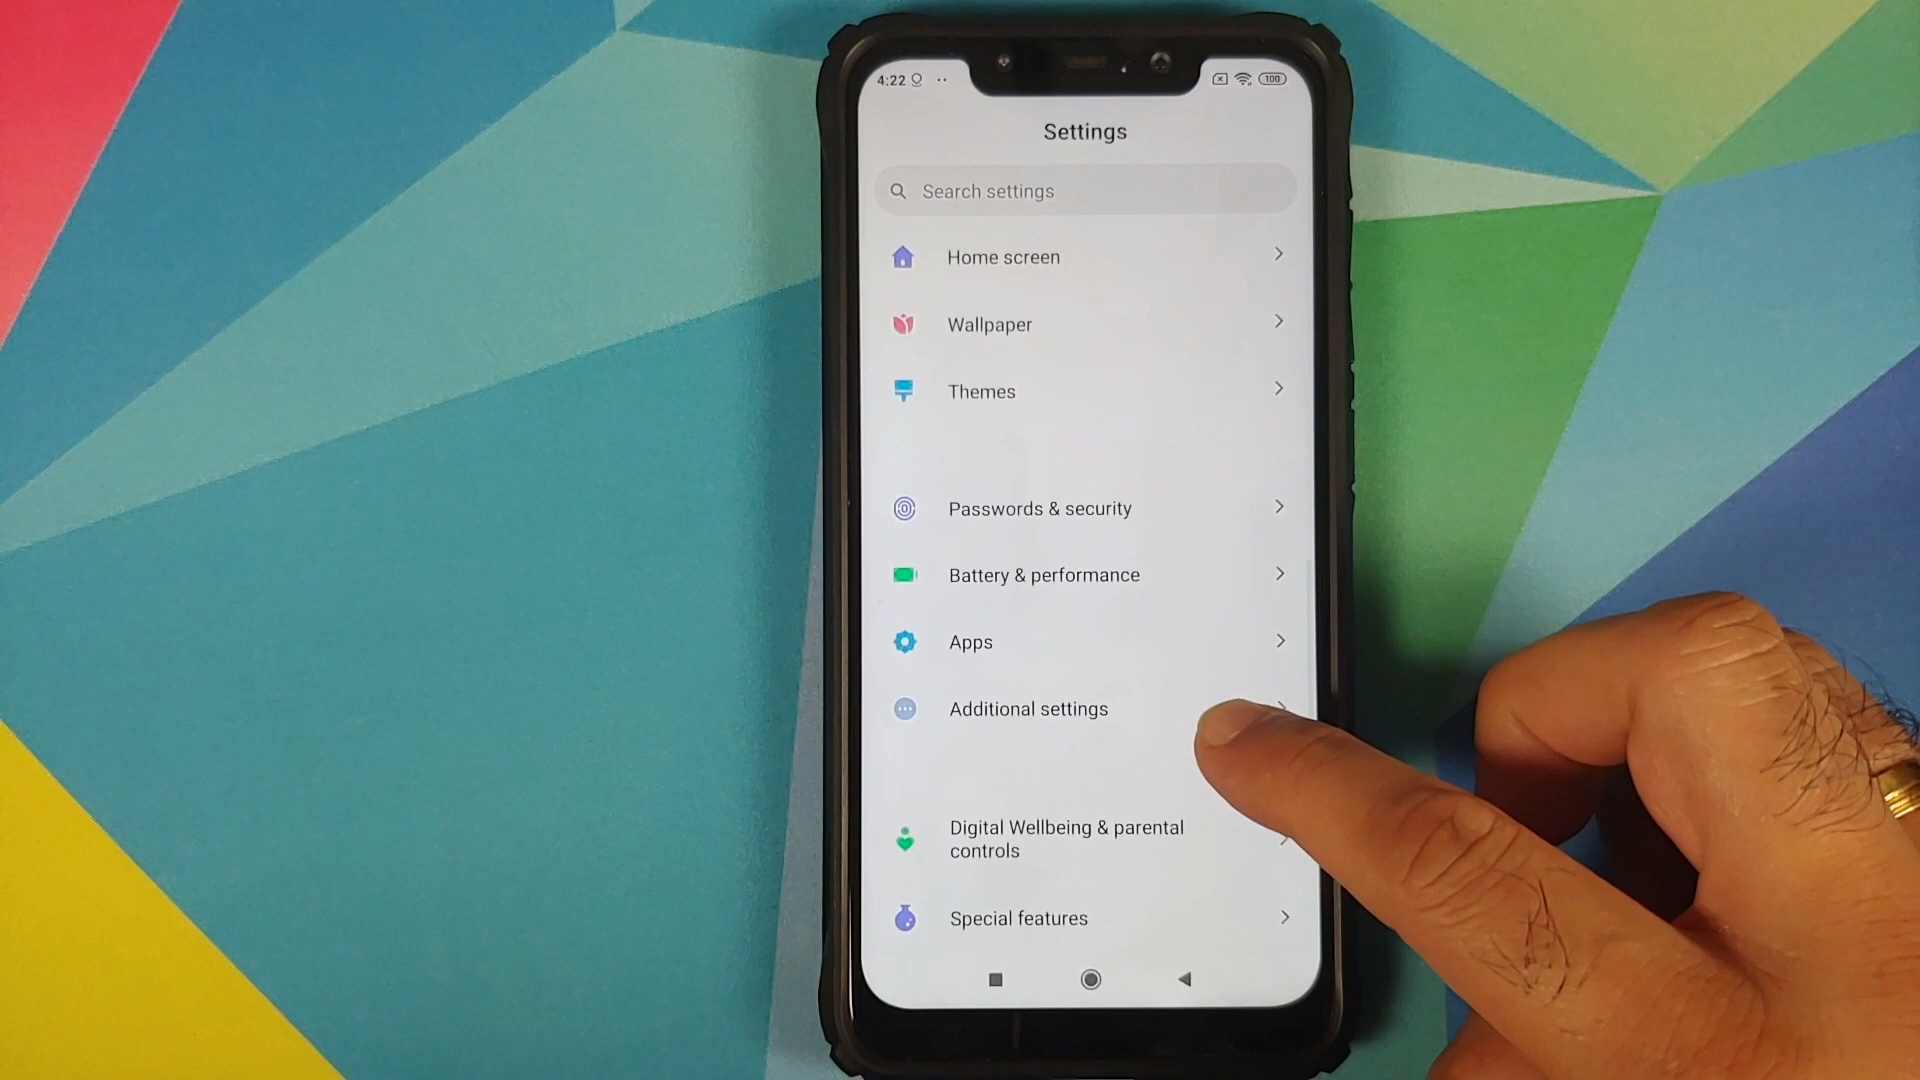 4:22
100
Settings
Search settings
Home screen
Wallpaper
Themes
Passwords & security
Battery & performance
Apps
Additional settings
Digital Wellbeing & parental
controls
Special features